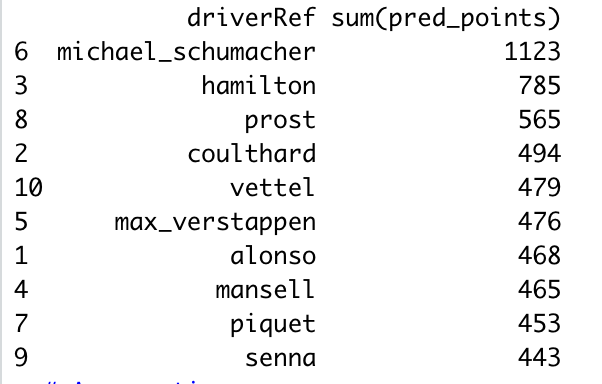 driverRef sum(pred_points)
6 michael_schumacher 1123
3 hamilton 785
8 prost 565
2 coulthard 494
10 vettel 479
5 max_verstappen 476
1 alonso 468
4 mansell 465
7 piquet 453
9 senna 443